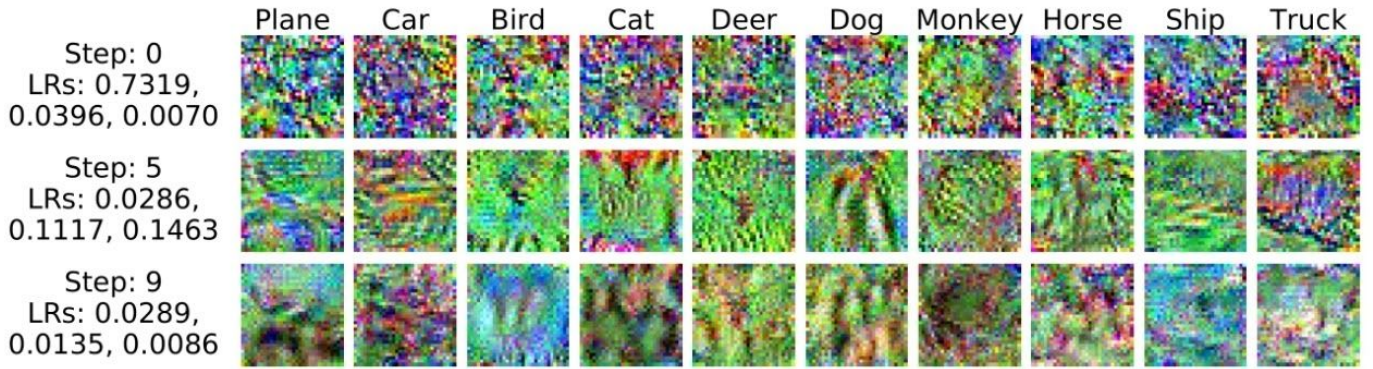 Plane Car Bird Cat Deer Dog Monkey Horse Ship Truck
Step: 0
LRs: 0.7319,
0.0396, 0.0070
Step: 5
LRs: 0.0286,
0.1117, 0.1463
Step: 9
LRs: 0.0289,
0.0135, 0.0086